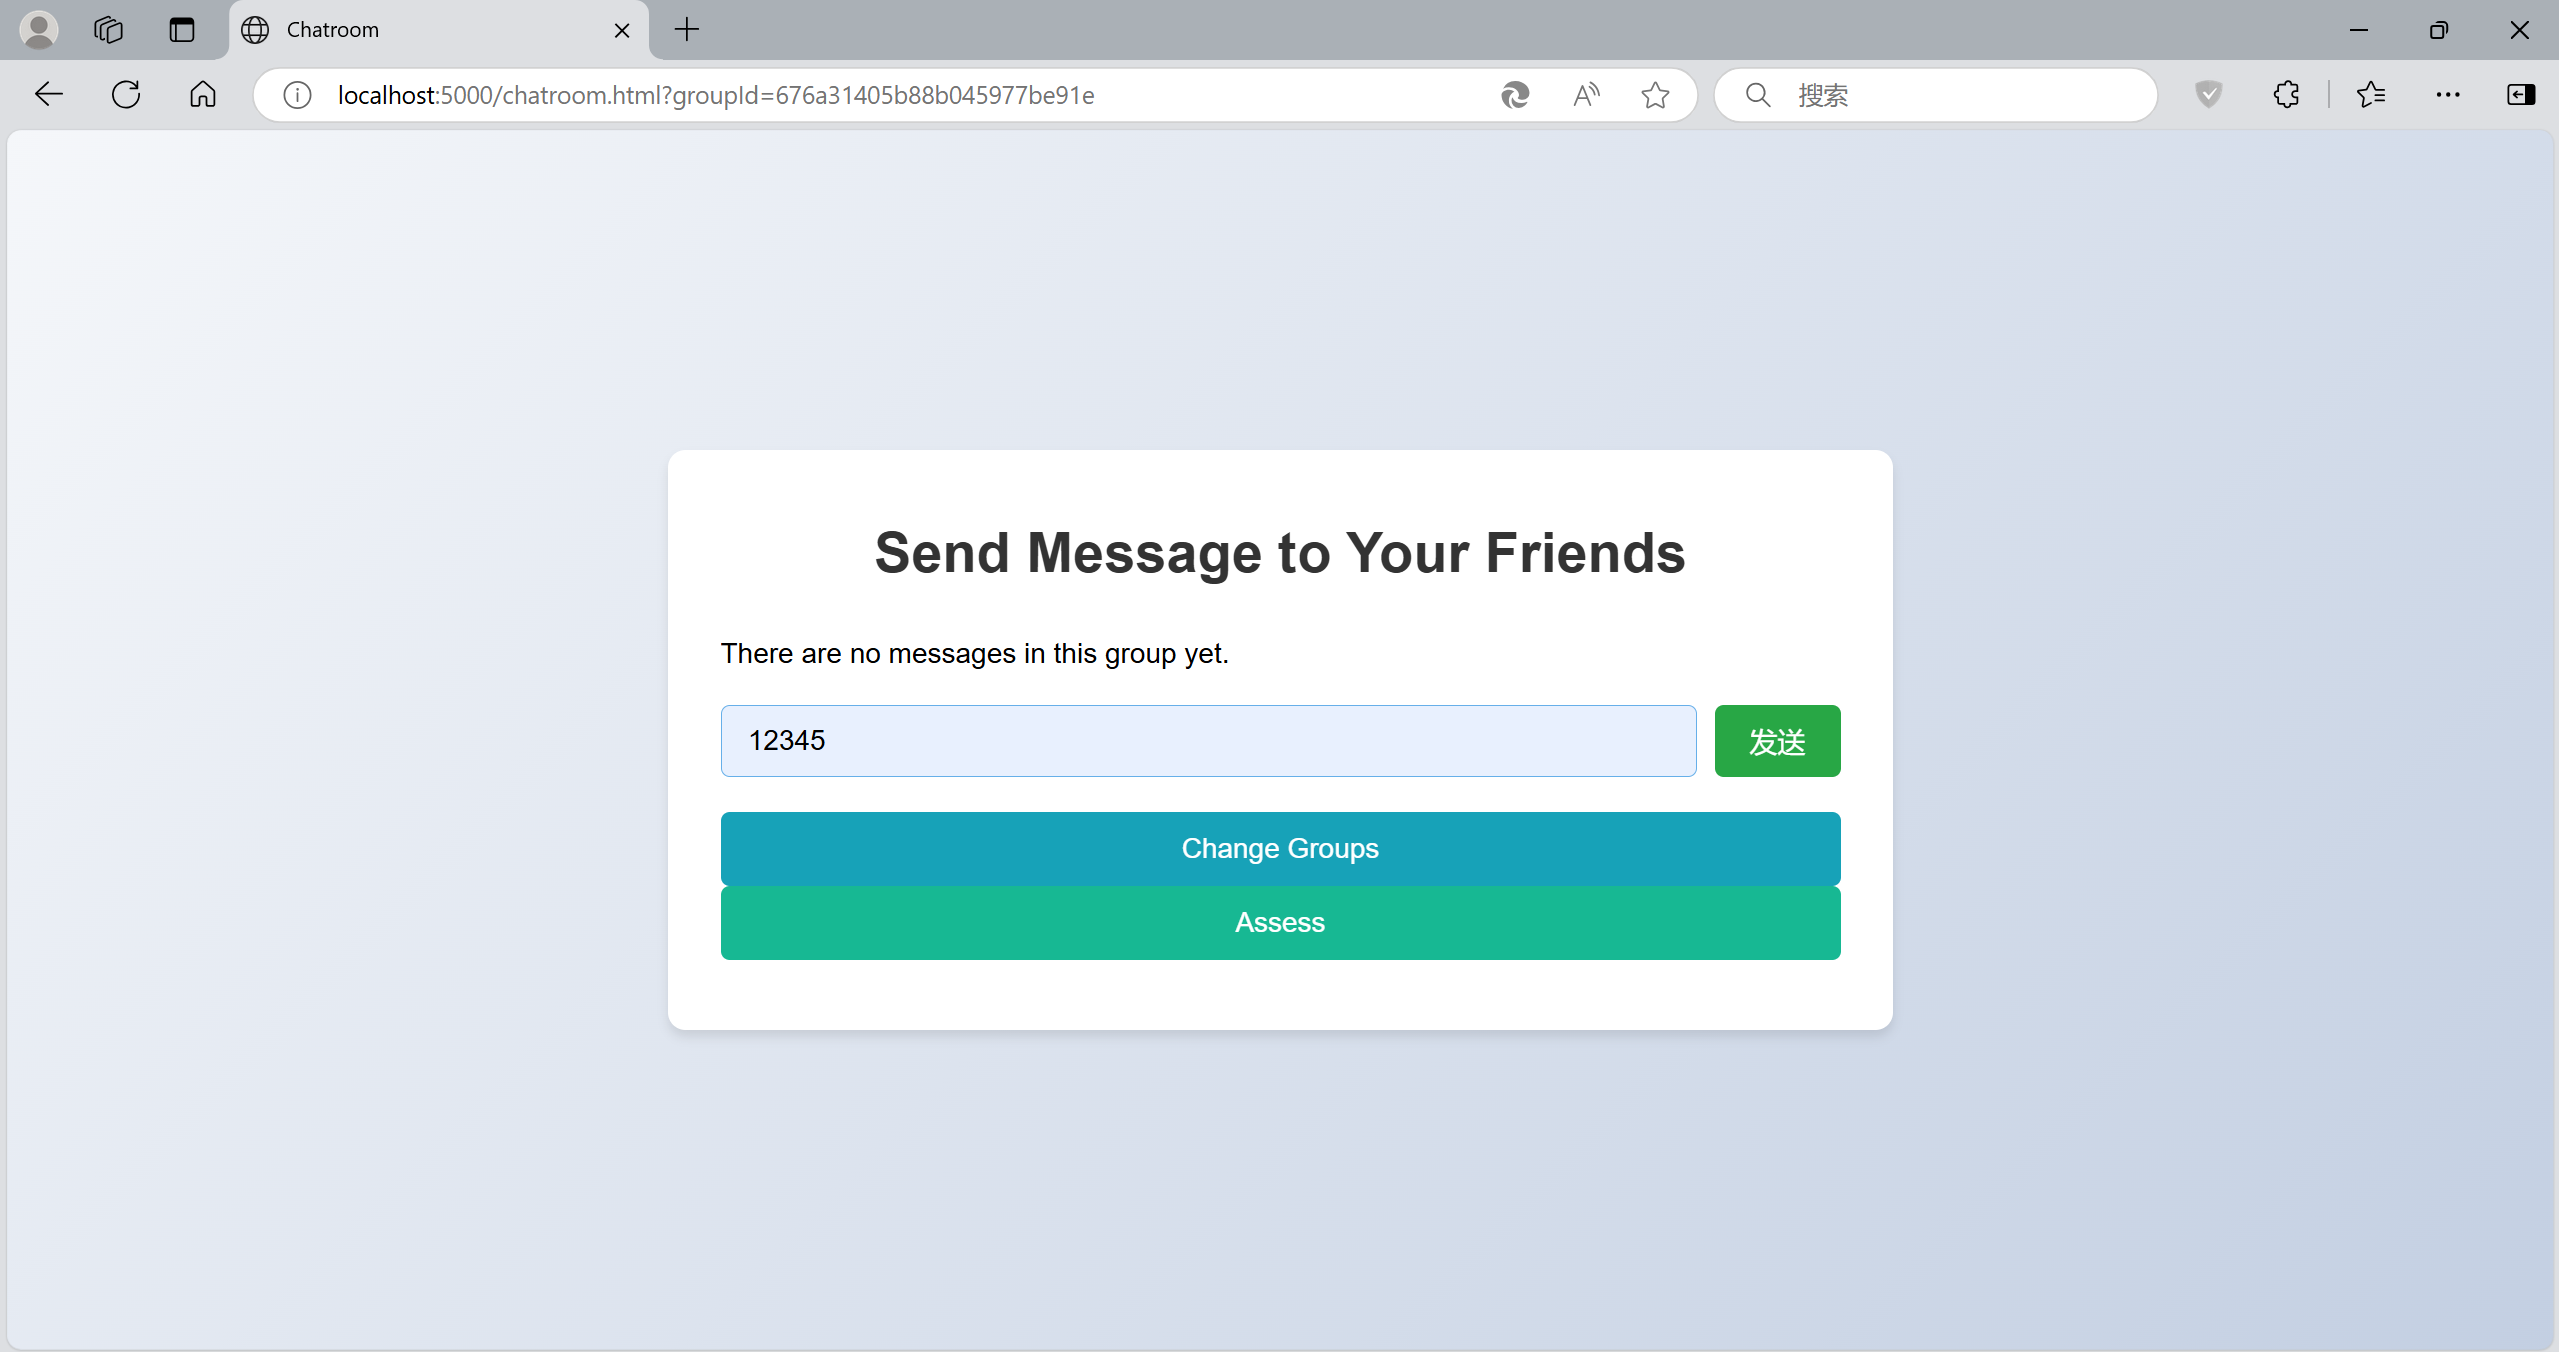 Chatroom
localhost:5000/chatroom.html?groupId=676a31405b88b045977be91e
搜索
Send Message to Your Friends
There are no messages in this group yet.
12345
发送
Change Groups
Assess